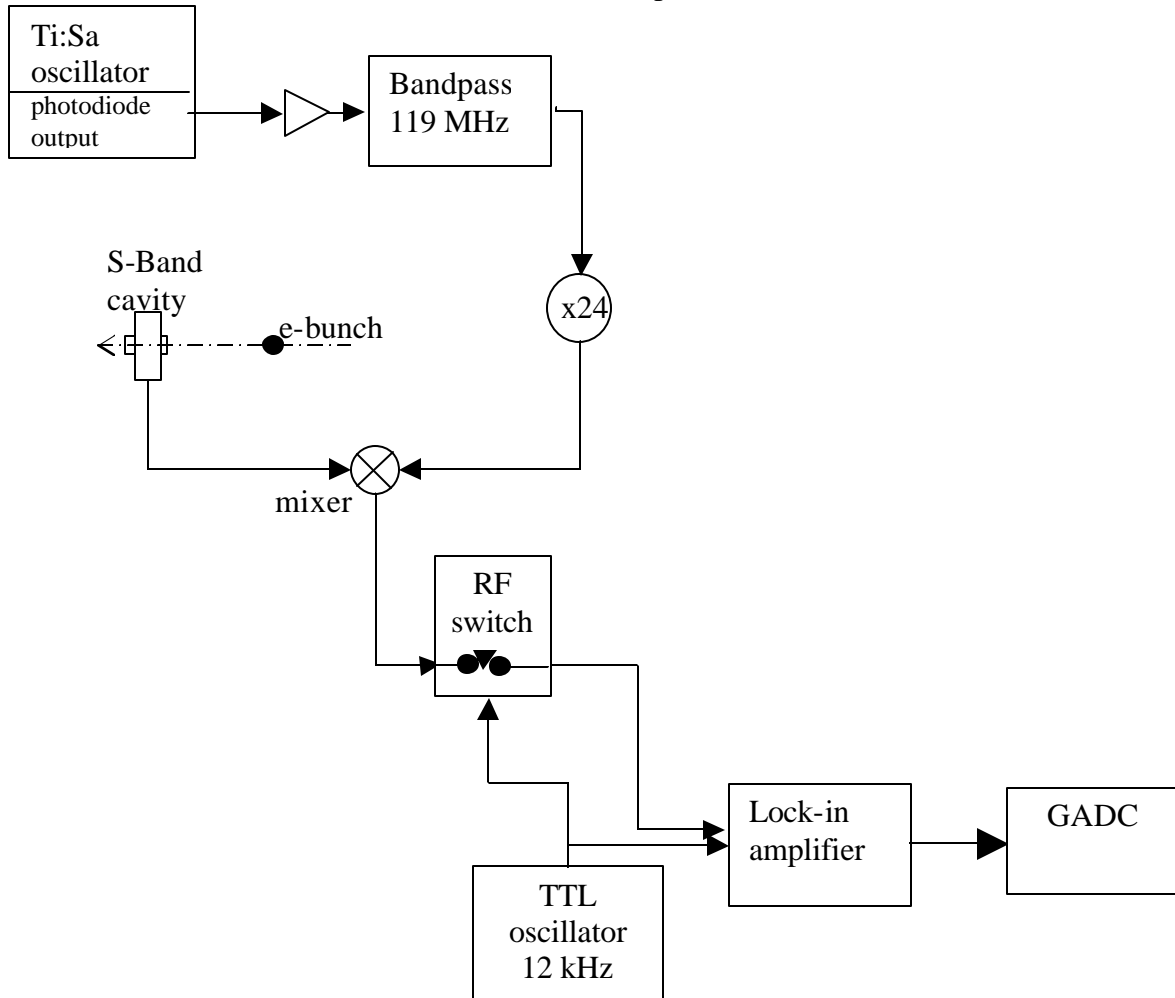 Ti:Sa
oscillator
photodiode
output
Bandpass
119 MHz
S-Band
cavity
e-bunch
x24
mixer
RF
switch
Lock-in
amplifier
GADC
TTL
oscillator
12 kHz